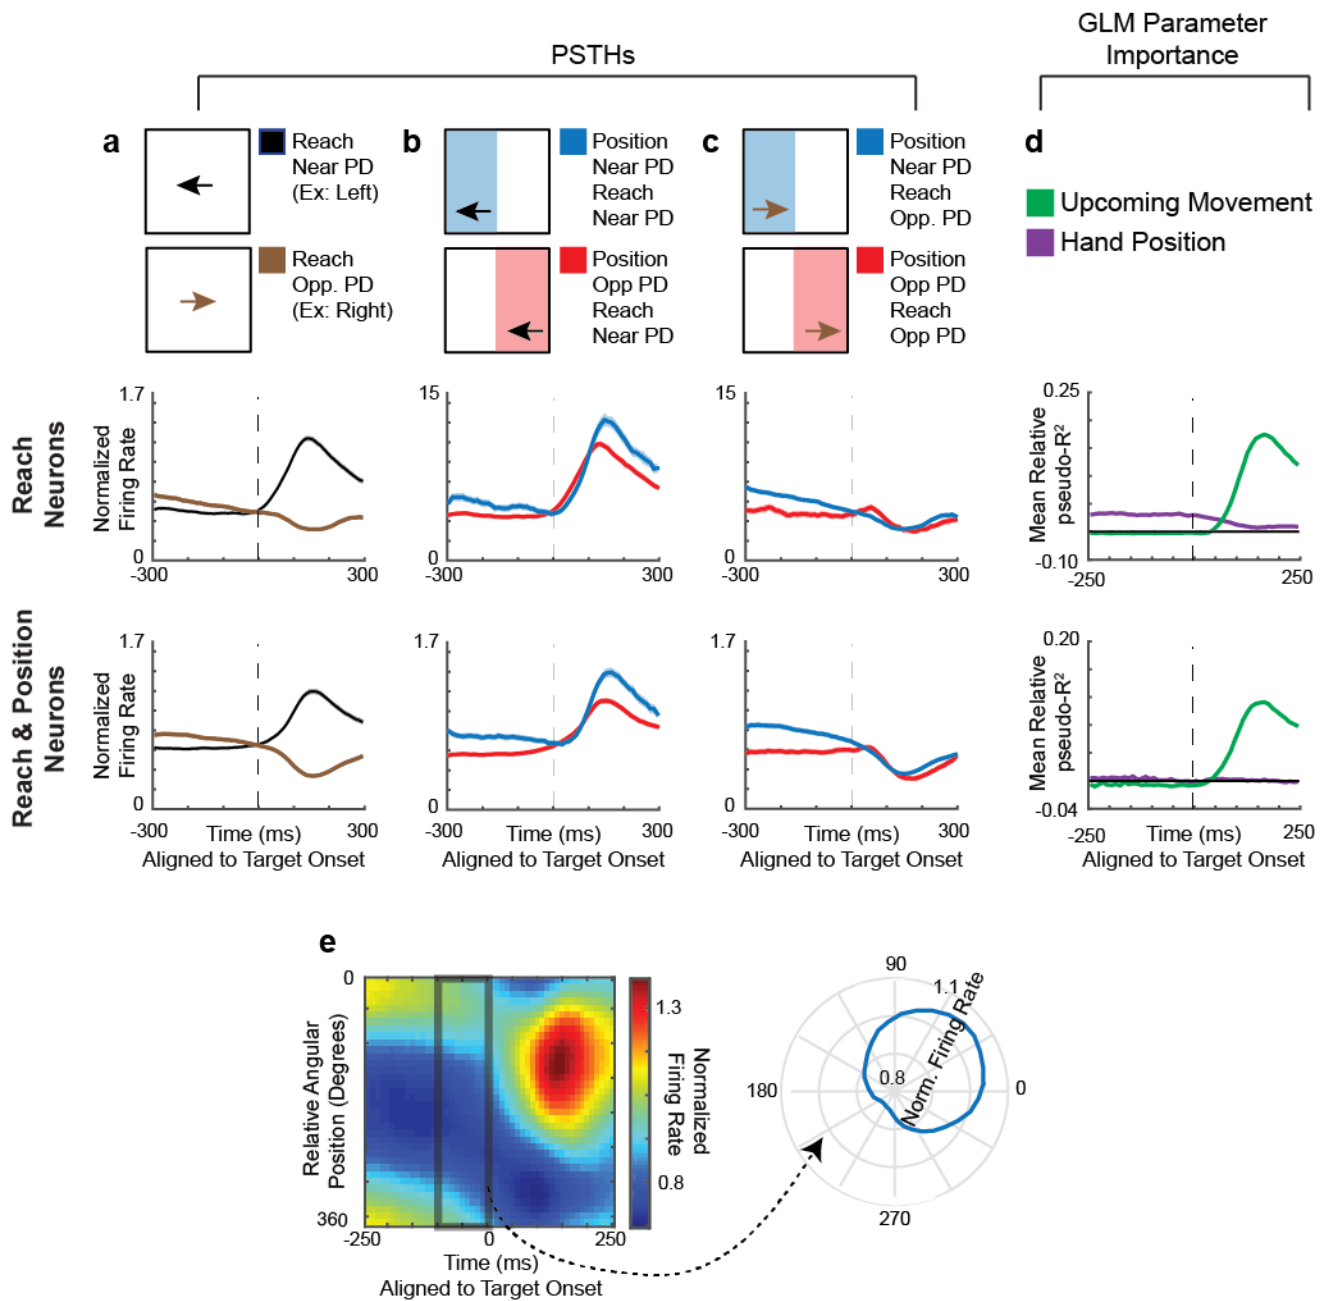 GLM Parameter
Importance
PSTHs
a
Reach
Near PD
(Ex: Left)
Reach
Opp. PD
(Ex: Right)
b
Position
Near PD
Reach
Near PD
Position
Opp PD
Reach
Near PD
c
Position
Near PD
Reach
Opp. PD
Position
Opp PD
Reach
Opp PD
d
Upcoming Movement
Hand Position
Reach
Neurons
Normalized
Firing Rate
1.7
0
-300
300
15
0
-300
300
15
0
-300
300
Mean Relative
pseudo-R²
0.25
-0.10
-250
250
Reach & Position
Neurons
Normalized
Firing Rate
1.7
0
-300
Time (ms)
300
Aligned to Target Onset
1.7
0
-300
Time (ms)
300
Aligned to Target Onset
1.7
0
-300
Time (ms)
300
Aligned to Target Onset
Mean Relative
pseudo-R²
0.20
-0.04
-250
Time (ms)
250
Aligned to Target Onset
e
Relative Angular
Position (Degrees)
0
360
-250
0
250
Time (ms)
Aligned to Target Onset
1.3
0.8
Normalized
Firing Rate
90
1.1
0.8
Norm. Firing Rate
180
0
270